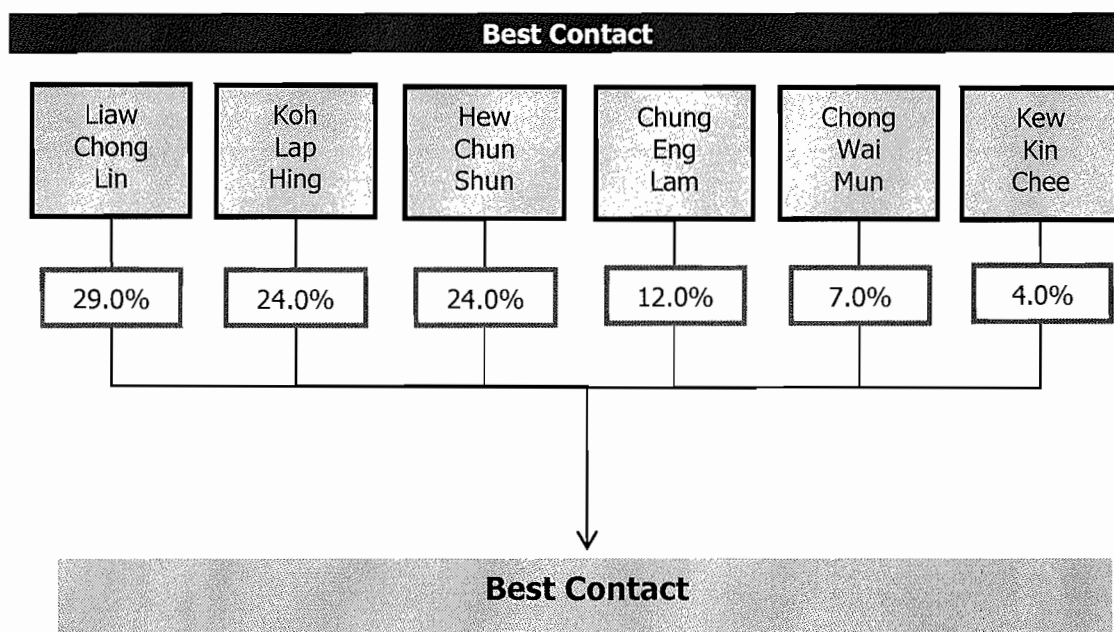 Best Contact
Liaw
Chong
Lin
Koh
Lap
Hing
Hew
Chun
Shun
Chung
Eng
Lam
Chong
Wai
Mun
Kew
Kin
Chee
29.0%
24.0%
24.0%
12.0%
7.0%
4.0%
Best Contact